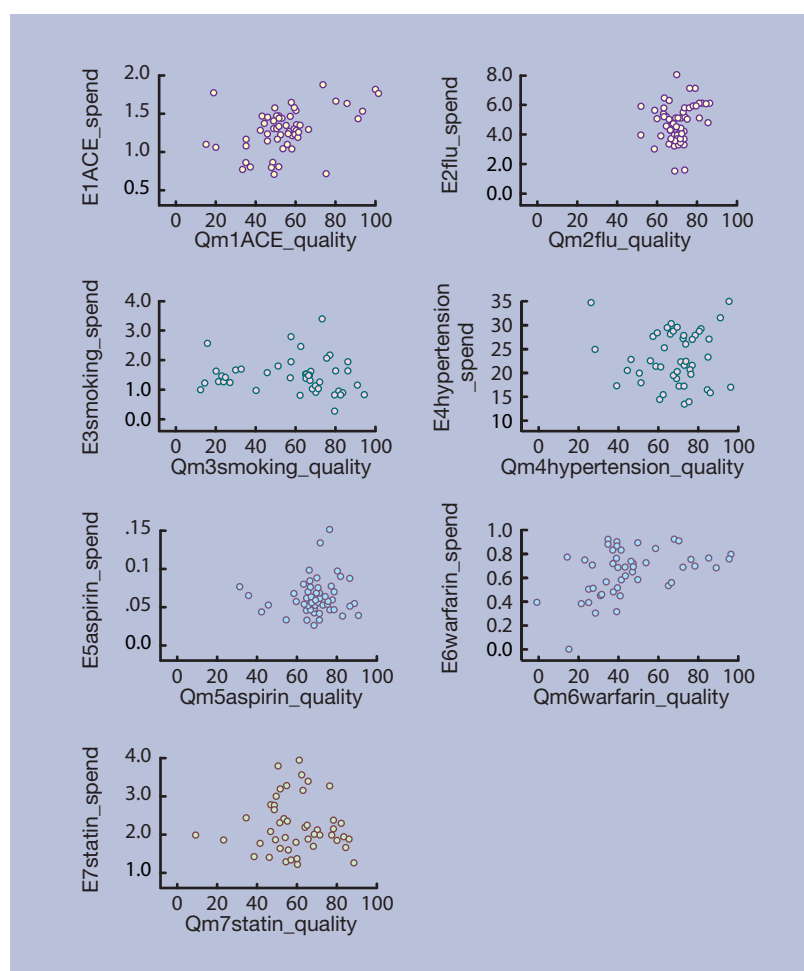 E1ACE_spend
2.0
1.5
1.0
0.5
0 20 40 60 80 100
Qm1ACE_quality
E2flu_spend
8.0
6.0
4.0
2.0
0.0
0 20 40 60 80 100
Qm2flu_quality
E3smoking_spend
4.0
3.0
2.0
1.0
0.0
0 20 40 60 80 100
Qm3smoking_quality
E4hypertension
_spend
35
30
25
20
15
10
0 20 40 60 80 100
Qm4hypertension_quality
E5aspirin_spend
.15
0.1
.05
0.0
0 20 40 60 80 100
Qm5aspirin_quality
E6warfarin_spend
1.0
0.8
0.6
0.4
0.2
0.0
0 20 40 60 80 100
Qm6warfarin_quality
E7statin_spend
4.0
3.0
2.0
1.0
0 20 40 60 80 100
Qm7statin_quality